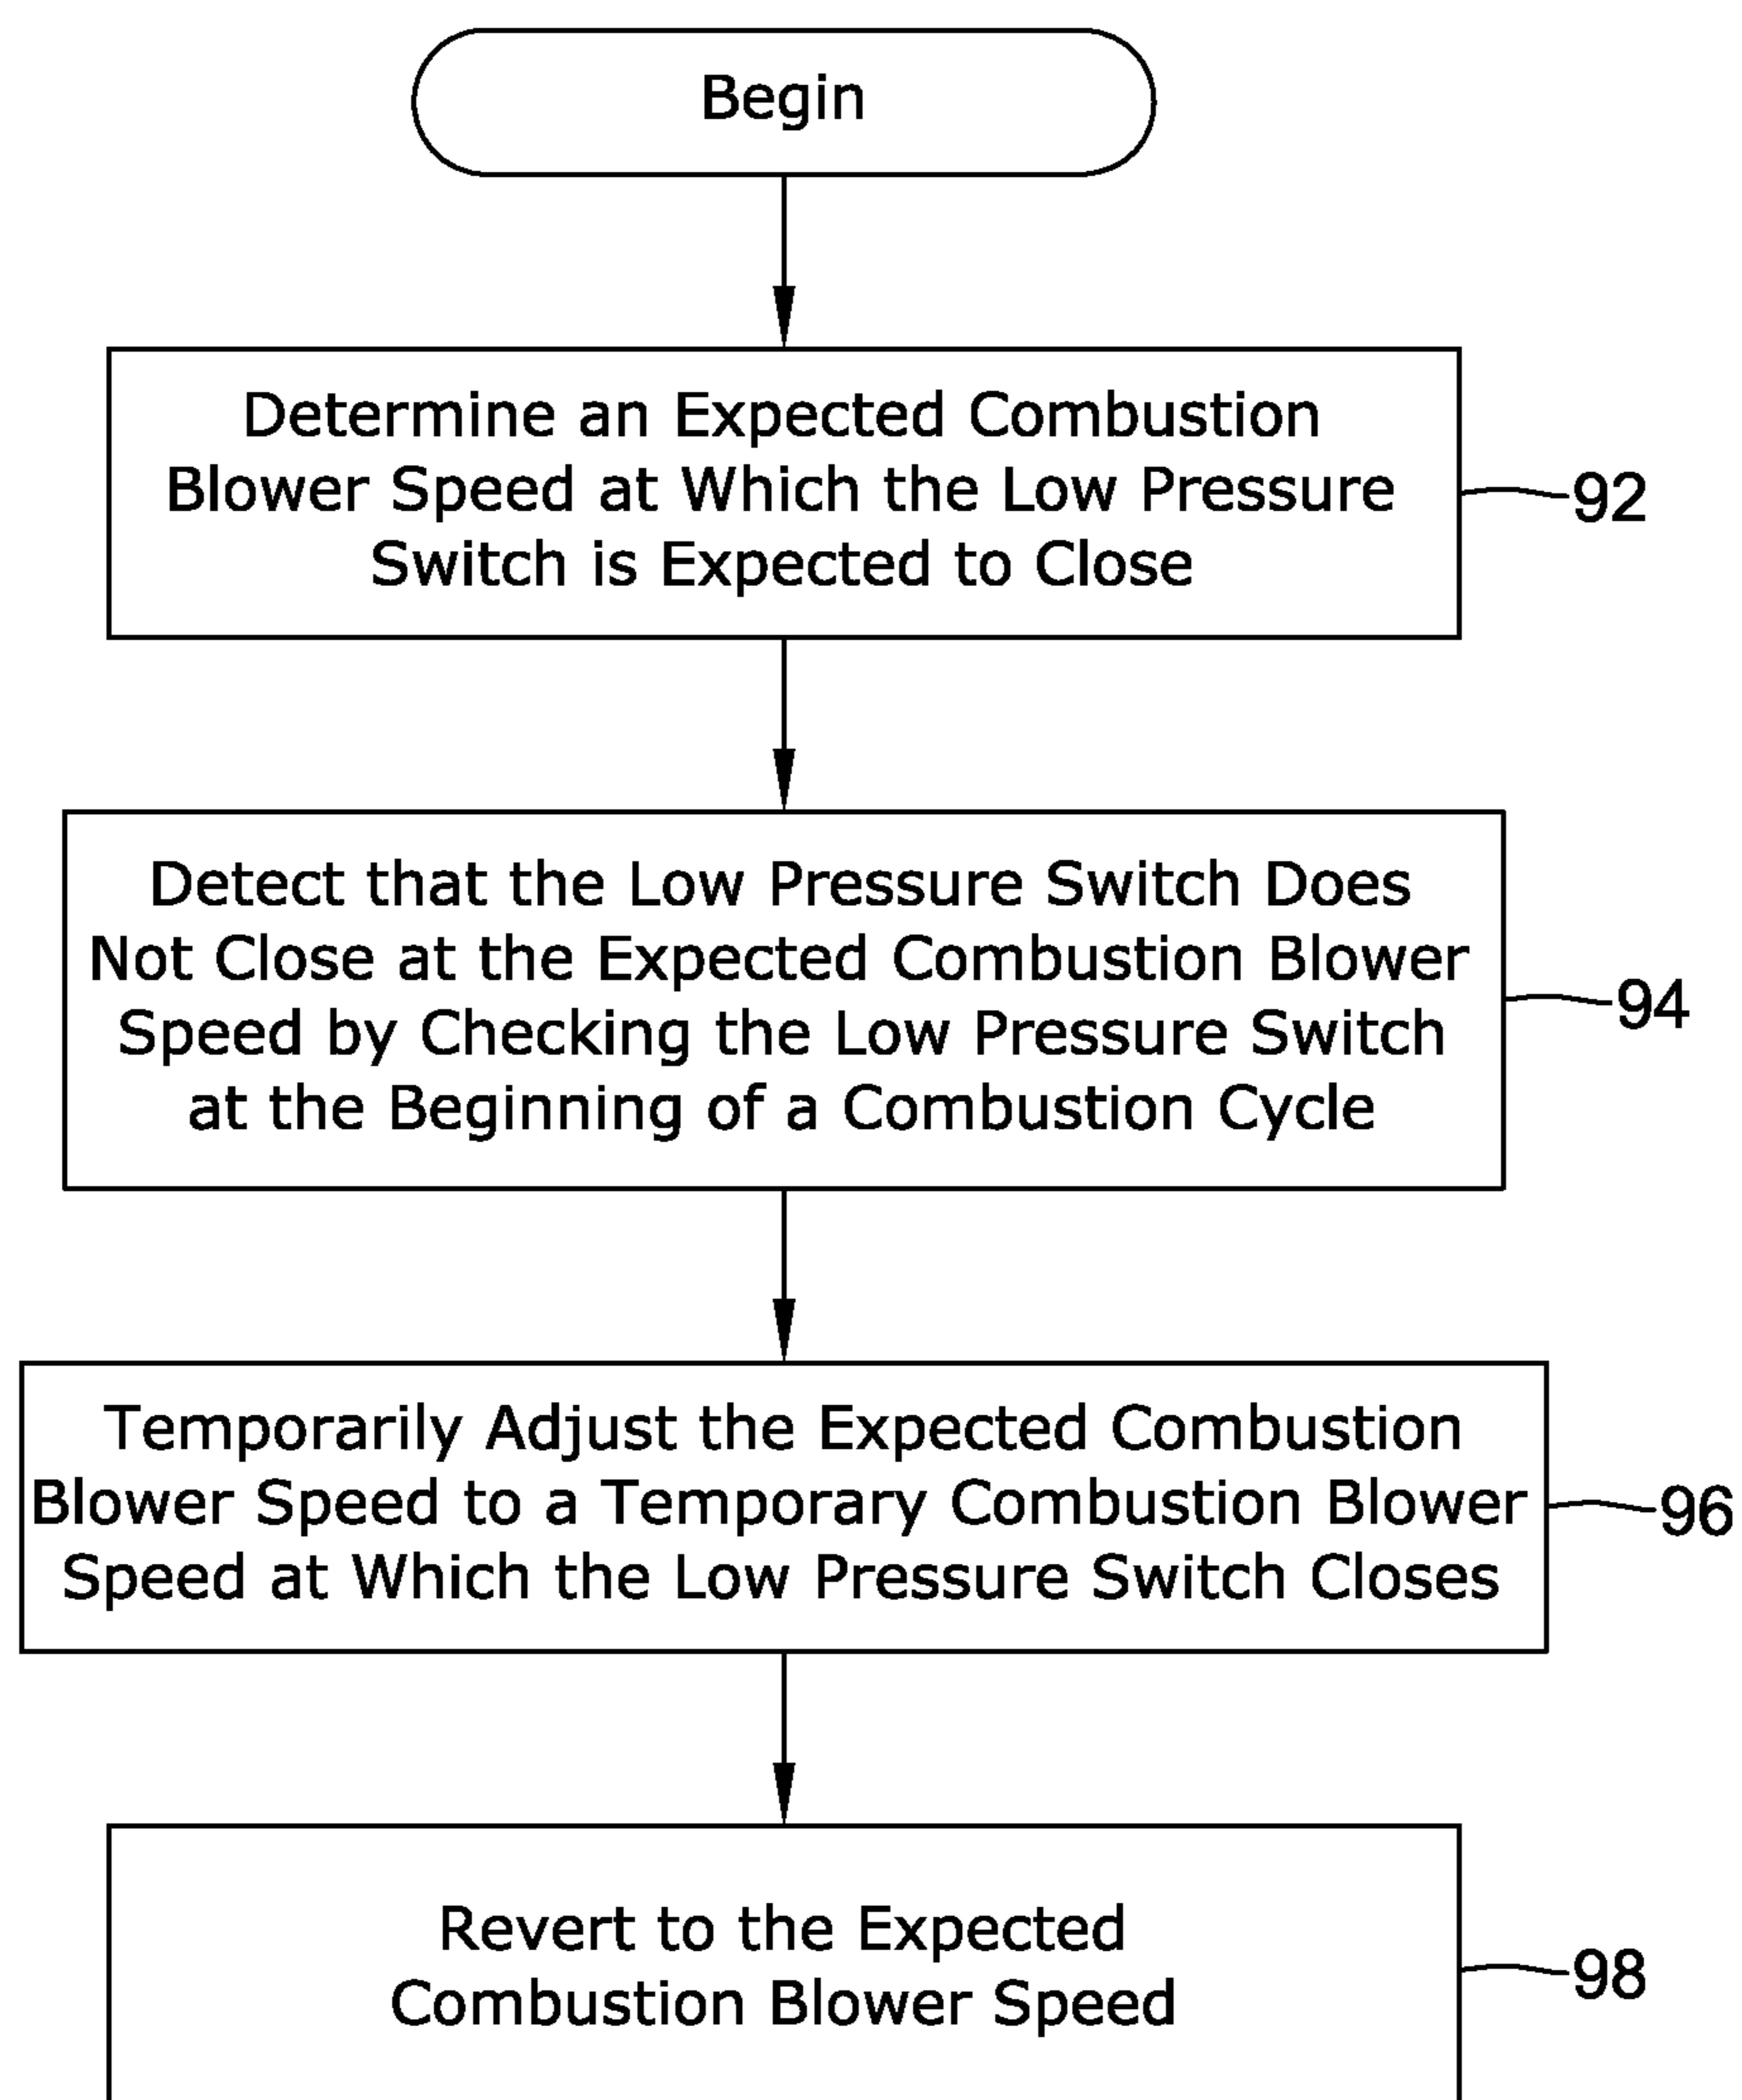 Begin
Determine an Expected Combustion
Blower Speed at Which the Low Pressure
Switch is Expected to Close
92
Detect that the Low Pressure Switch Does
Not Close at the Expected Combustion Blower
Speed by Checking the Low Pressure Switch
at the Beginning of a Combustion Cycle
94
Temporarily Adjust the Expected Combustion
Blower Speed to a Temporary Combustion Blower
Speed at Which the Low Pressure Switch Closes
96
Revert to the Expected
Combustion Blower Speed
98